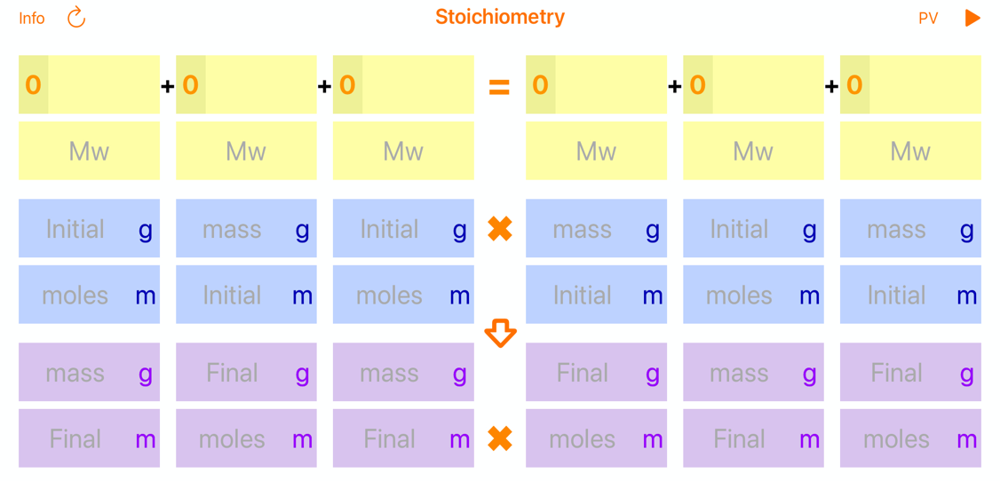 Info Stoichiometry PV
0 + 0 + 0 = 0 + 0 + 0
Mw Mw Mw Mw Mw Mw
Initial g mass g Initial g ✖ mass g Initial g mass g
moles m Initial m moles m Initial m moles m Initial m
mass g Final g mass g Final g mass g Final g
Final m moles m Final m ✖ moles m Final m moles m